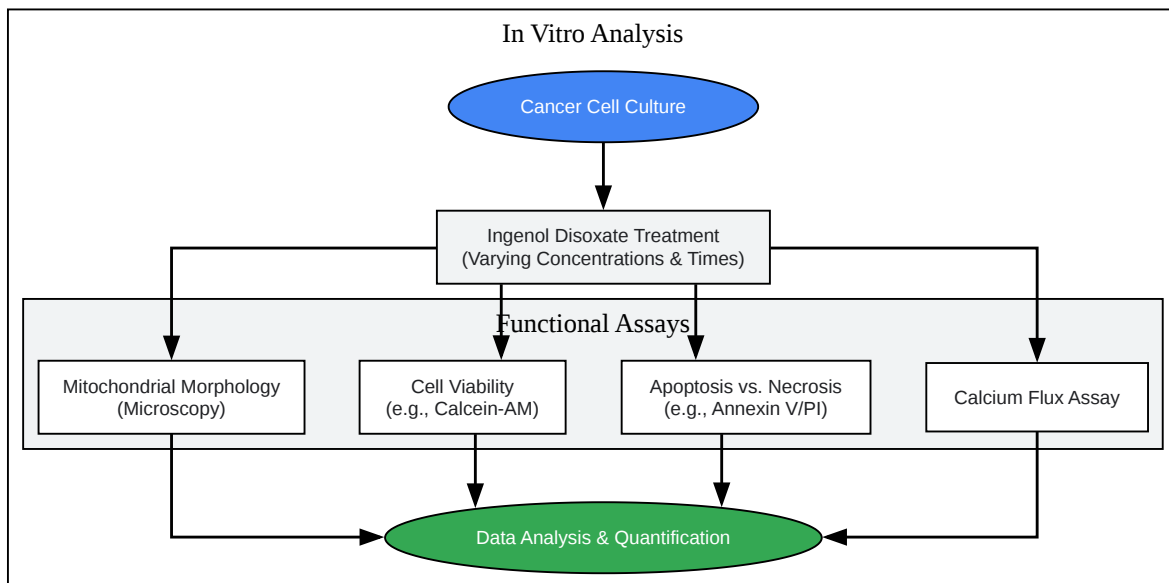 In Vitro Analysis
Cancer Cell Culture
Ingenol Disoxate Treatment
(Varying Concentrations & Times)
Functional Assays
Mitochondrial Morphology
(Microscopy)
Cell Viability
(e.g., Calcein-AM)
Apoptosis vs. Necrosis
(e.g., Annexin V/PI)
Calcium Flux Assay
Data Analysis & Quantification